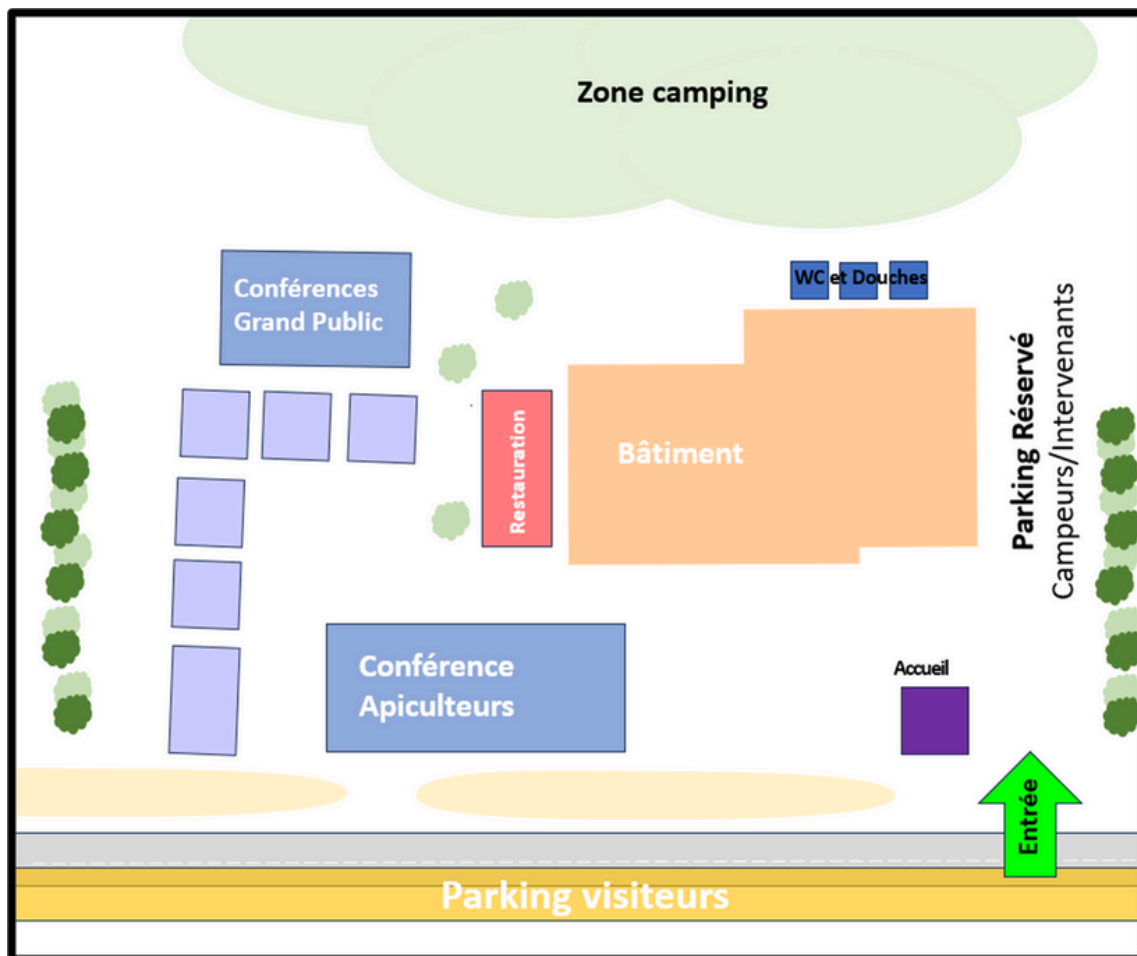 Zone camping
Conférences
Grand Public
WC et Douches
Restauration
Bâtiment
Parking Réservé
Campeurs/Intervenants
Conférence
Apiculteurs
Accueil
Entrée
Parking visiteurs